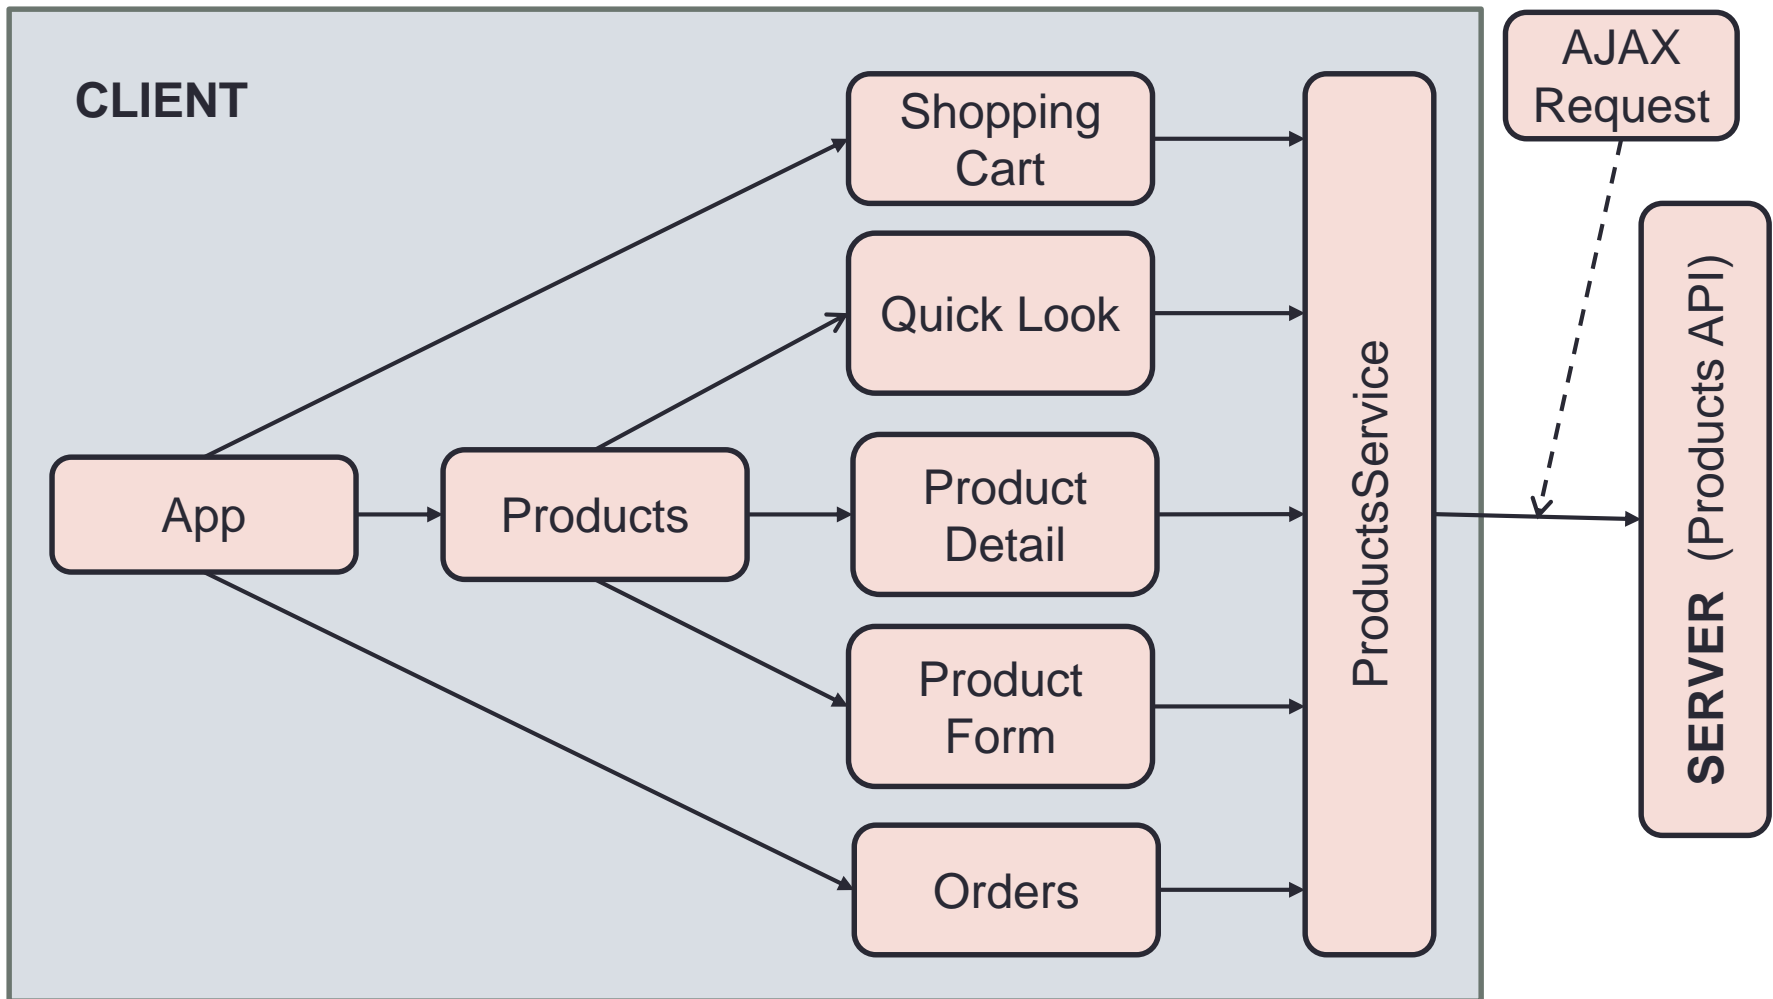 CLIENT
App
Products
Shopping
Cart
Quick Look
Product
Detail
Product
Form
Orders
ProductsService
AJAX
Request
SERVER (Products API)